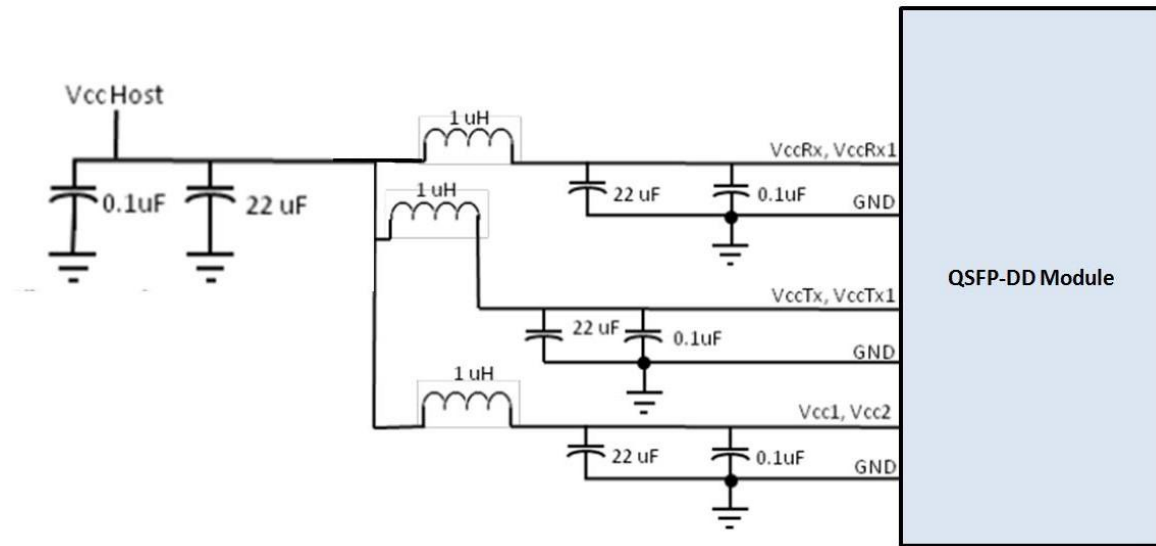 VccHost
0.1uF
22 uF
1 uH
VccRx, VccRx1
22 uF
0.1uF
GND
1 uH
VccTx, VccTx1
22 uF
0.1uF
GND
1 uH
Vcc1, Vcc2
22 uF
0.1uF
GND
QSFP-DD Module